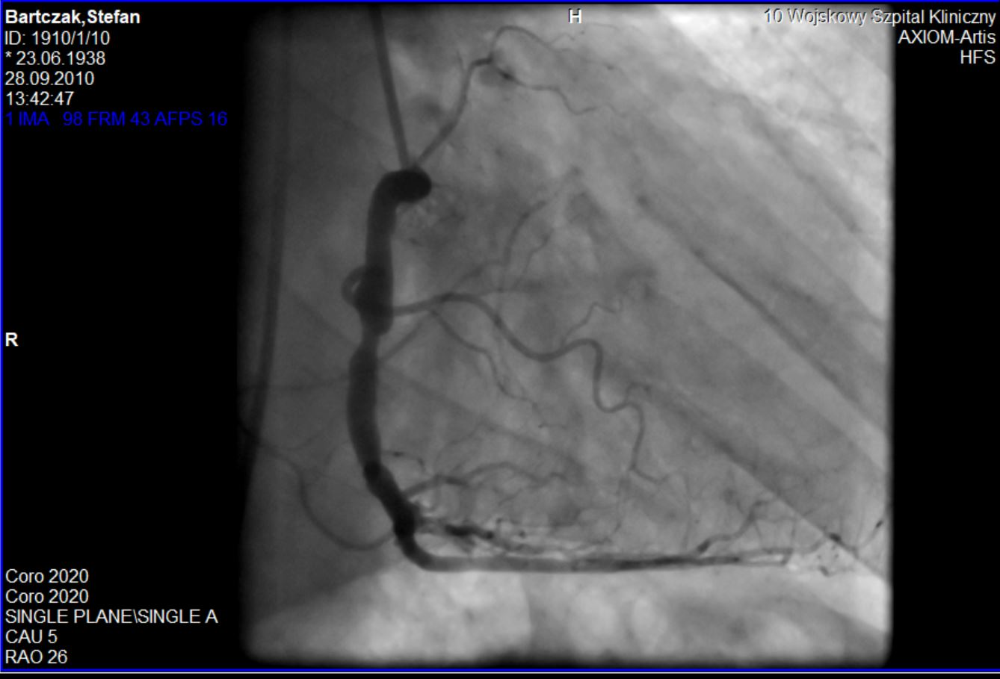 Bartczak,Stefan
ID: 1910/1/10
* 23.06.1938
28.09.2010
13:42:47
1 IMA 98 FRM 43 AFPS 16
H
10 Wojskowy Szpital Kliniczny
AXIOM-Artis
HFS
R
Coro 2020
Coro 2020
SINGLE PLANE\SINGLE A
CAU 5
RAO 26